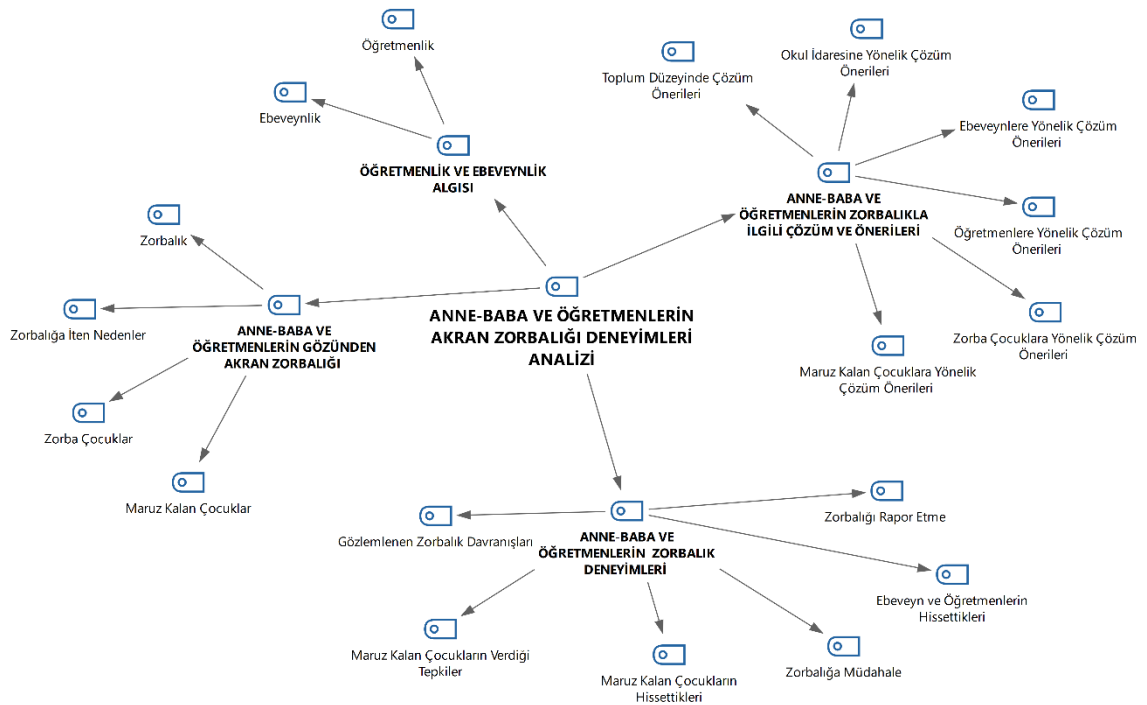 Öğretmenlik
Ebeveynlik
ÖĞRETMENLİK VE EBEVEYNLİK
ALGISI
Toplum Düzeyinde Çözüm
Önerileri
Okul İdaresine Yönelik Çözüm
Önerileri
Ebeveynlere Yönelik Çözüm
Önerileri
ANNE-BABA VE
ÖĞRETMENLERİN ZORBALIKLA
İLGİLİ ÇÖZÜM VE ÖNERİLERİ
Öğretmenlere Yönelik Çözüm
Önerileri
Zorba Çocuklara Yönelik Çözüm
Önerileri
Maruz Kalan Çocuklara Yönelik
Çözüm Önerileri
Zorbalık
Zorbalığa İten Nedenler
ANNE-BABA VE
ÖĞRETMENLERİN GÖZÜNDEN
AKRAN ZORBALIĞI
Zorba Çocuklar
Maruz Kalan Çocuklar
ANNE-BABA VE ÖĞRETMENLERİN
AKRAN ZORBALIĞI DENEYİMLERİ
ANALİZİ
Gözlemlenen Zorbalık Davranışları
ANNE-BABA VE
ÖĞRETMENLERİN ZORBALIK
DENEYİMLERİ
Zorbalığı Rapor Etme
Ebeveyn ve Öğretmenlerin
Hissettikleri
Maruz Kalan Çocukların Verdiği
Tepkiler
Maruz Kalan Çocukların
Hissettikleri
Zorbalığa Müdahale